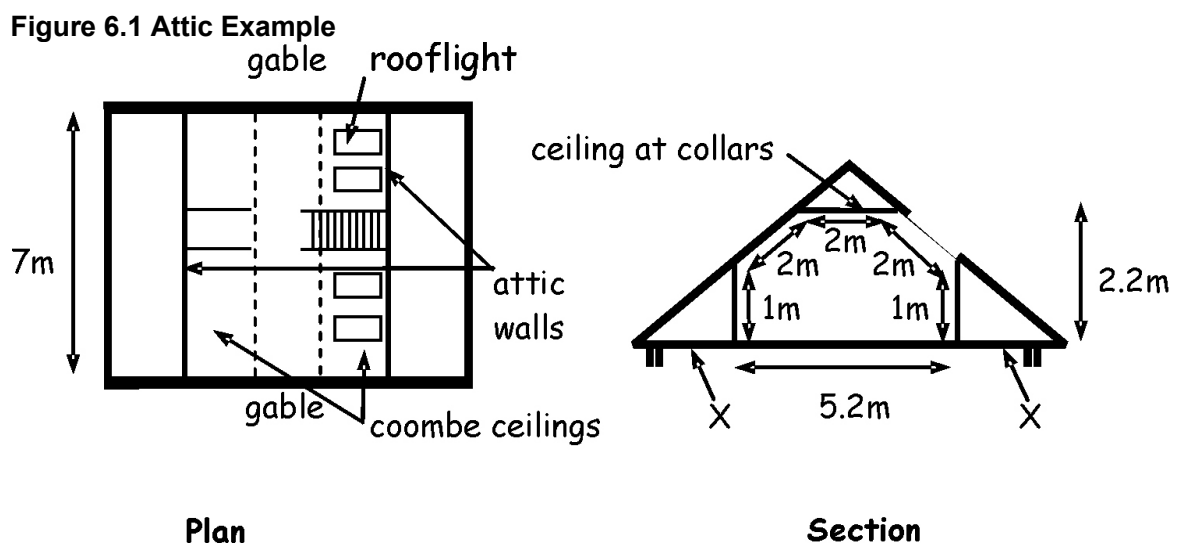 Figure 6.1 Attic Example
gable
rooflight
7m
attic
walls
gable
coombe ceilings
Plan
ceiling at collars
2m
2m
2m
1m
1m
2.2m
5.2m
X
X
Section